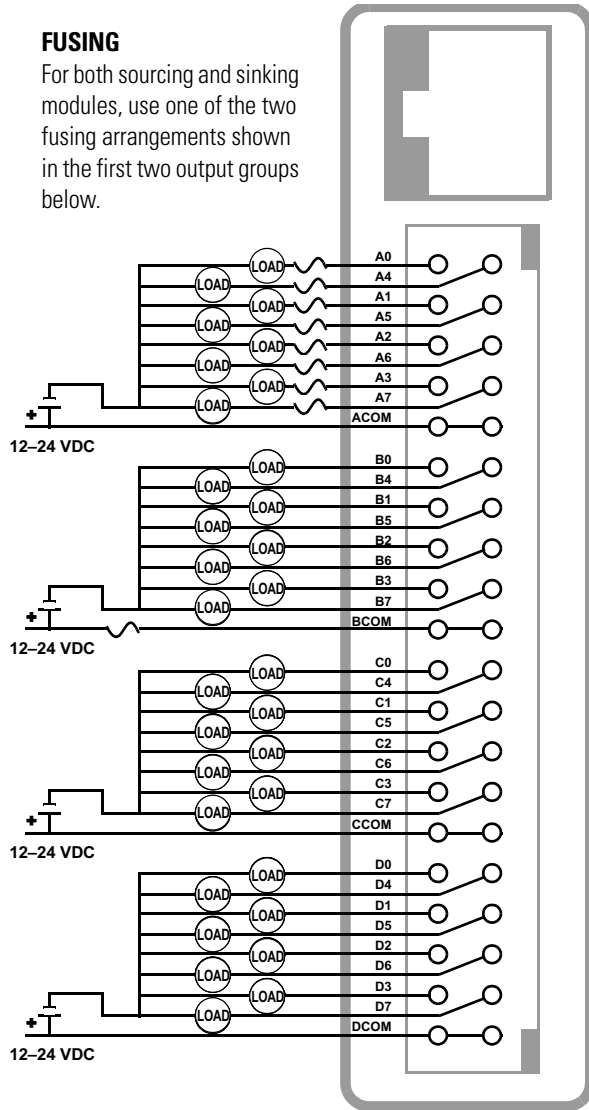 FUSING
For both sourcing and sinking
modules, use one of the two
fusing arrangements shown
in the first two output groups
below.
LOAD A0
LOAD A4
LOAD A1
LOAD A5
LOAD A2
LOAD A6
LOAD A3
LOAD A7
+ ACOM
12–24 VDC
LOAD B0
LOAD B4
LOAD B1
LOAD B5
LOAD B2
LOAD B6
LOAD B3
LOAD B7
+ BCOM
12–24 VDC
LOAD C0
LOAD C4
LOAD C1
LOAD C5
LOAD C2
LOAD C6
LOAD C3
LOAD C7
+ CCOM
12–24 VDC
LOAD D0
LOAD D4
LOAD D1
LOAD D5
LOAD D2
LOAD D6
LOAD D3
LOAD D7
+ DCOM
12–24 VDC